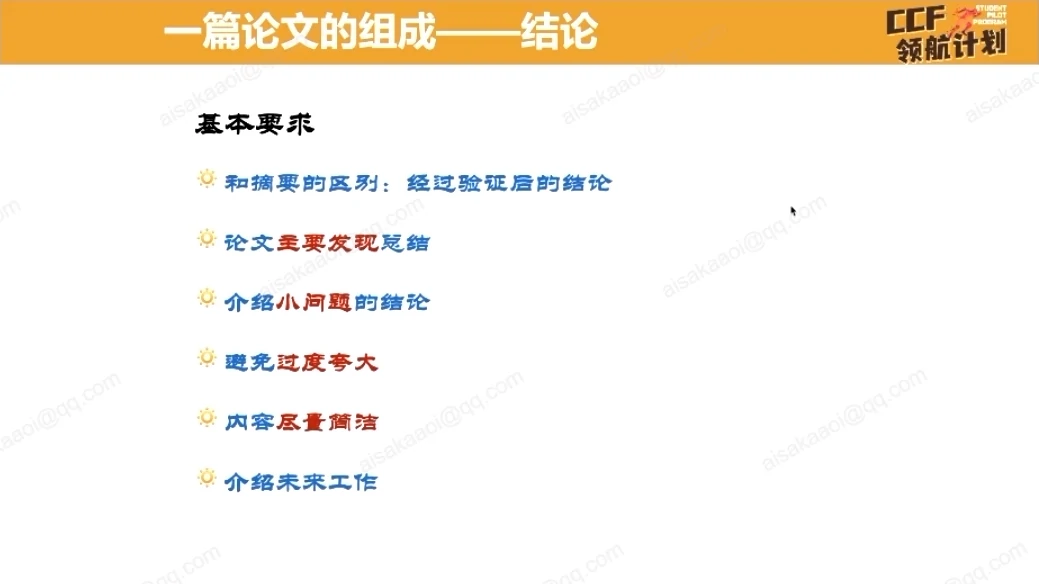 一篇论文的组成——结论
CCF
STUDENT
PILOT
PROGRAM
领航计划
基本要求
和摘要的区别：经过验证后的结论
论文主要发现总结
介绍小问题的结论
避免过度夸大
内容尽量简洁
介绍未来工作
aisakaaoi@qq.com